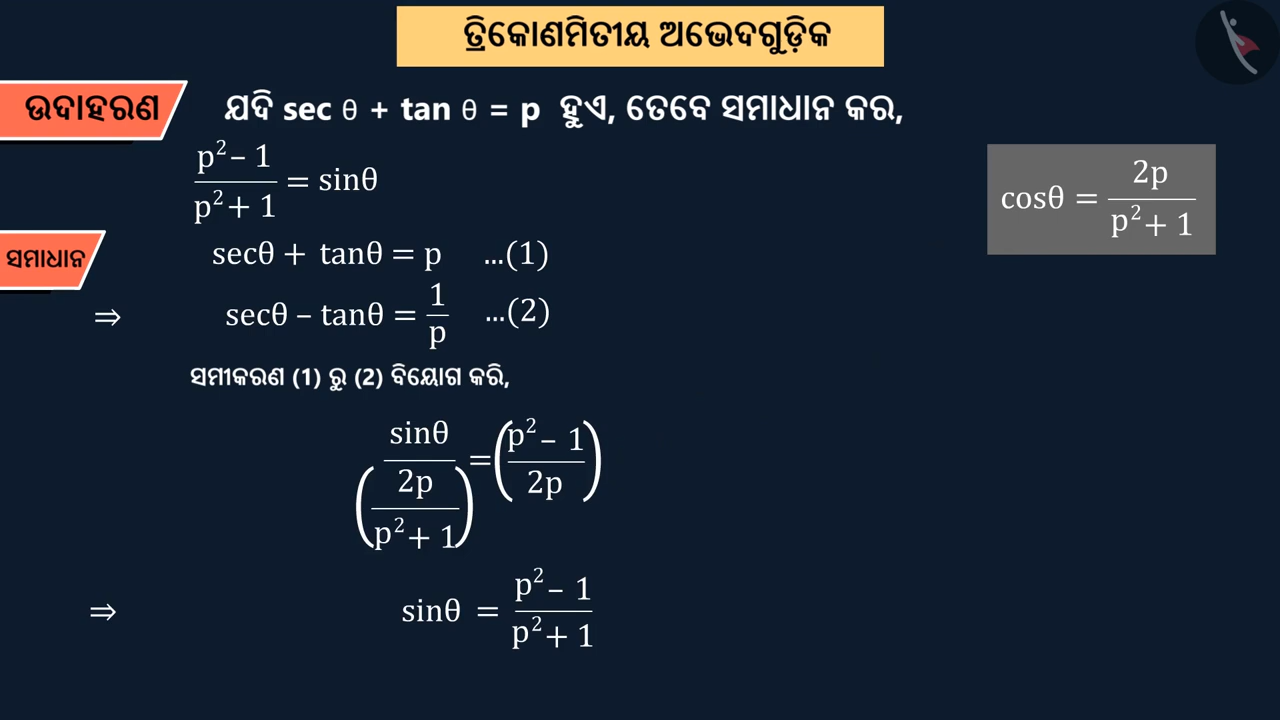 ତ୍ରିକୋଣମିତୀୟ ଅଭେଦଗୁଡ଼ିକ
ଉଦାହରଣ ଯଦି sec θ + tan θ = p ହୁଏ, ତେବେ ସମାଧାନ କର,
(p² – 1)/(p² + 1) = sinθ
cosθ = 2p/(p² + 1)
ସମାଧାନ secθ + tanθ = p ...(1)
⇒ secθ – tanθ = 1/p ...(2)
ସମୀକରଣ (1) ରୁ (2) ବିୟୋଗ କରି,
sinθ/(2p/(p² + 1)) = ((p² – 1)/2p)
⇒ sinθ = (p² – 1)/(p² + 1)